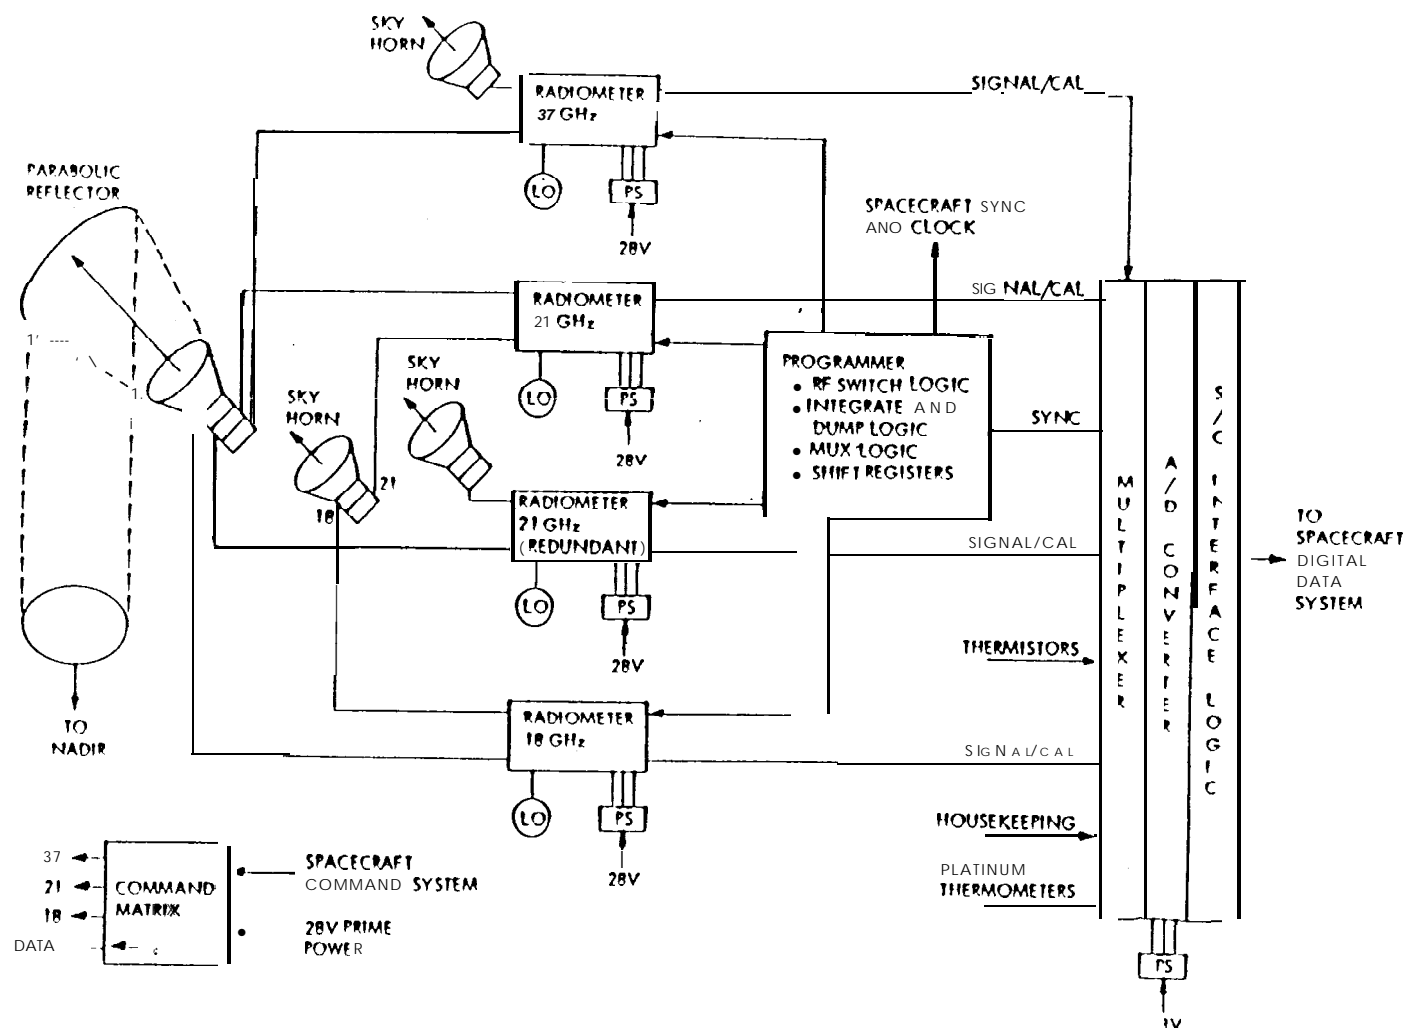 SKY
HORN
RADIOMETER
37 GHz
SIGNAL/CAL
LO
PS
28V
PARABOLIC
REFLECTOR
SPACECRAFT SYNC
ANO CLOCK
RADIOMETER
21 GHz
SIG NAL/CAL
LO
PS
28V
PROGRAMMER
• RF SWITCH LOGIC
• INTEGRATE AND
DUMP LOGIC
• MUX LOGIC
• SHIFT REGISTERS
SYNC
SKY
HORN
SKY
HORN
21
18
RADIOMETER
21 GHz
(REDUNDANT)
SIGNAL/CAL
LO
PS
28V
THERMISTORS
TO
NADIR
RADIOMETER
18 GHz
SIGNAL/CAL
LO
PS
28V
HOUSEKEEPING
PLATINUM
THERMOMETERS
MULTIPLEXER
A/D CONVERTER
S/C INTERFACE LOGIC
TO
SPACECRAFT
DIGITAL
DATA
SYSTEM
PS
37
21
18
DATA
COMMAND
MATRIX
SPACECRAFT
COMMAND SYSTEM
• 28V PRIME
POWER